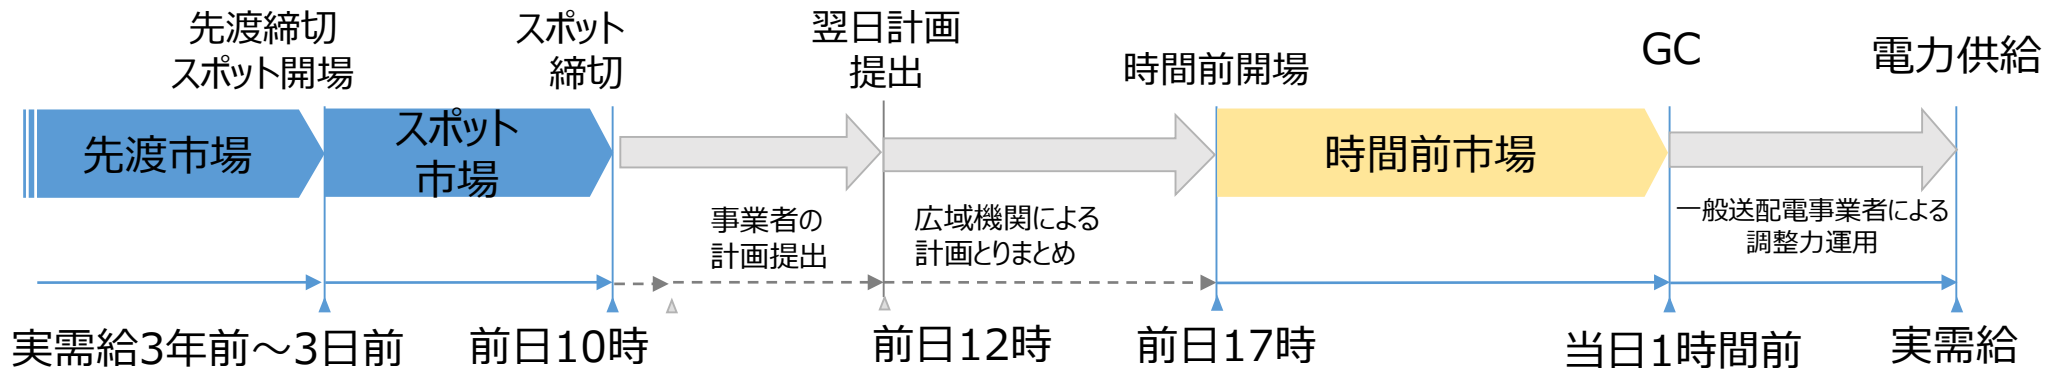 先渡締切
スポット開場
スポット
締切
翌日計画
提出
時間前開場
GC
電力供給
先渡市場
スポット
市場
時間前市場
事業者の
計画提出
広域機関による
計画とりまとめ
一般送配電事業者による
調整力運用
実需給3年前～3日前
前日10時
前日12時
前日17時
当日1時間前
実需給